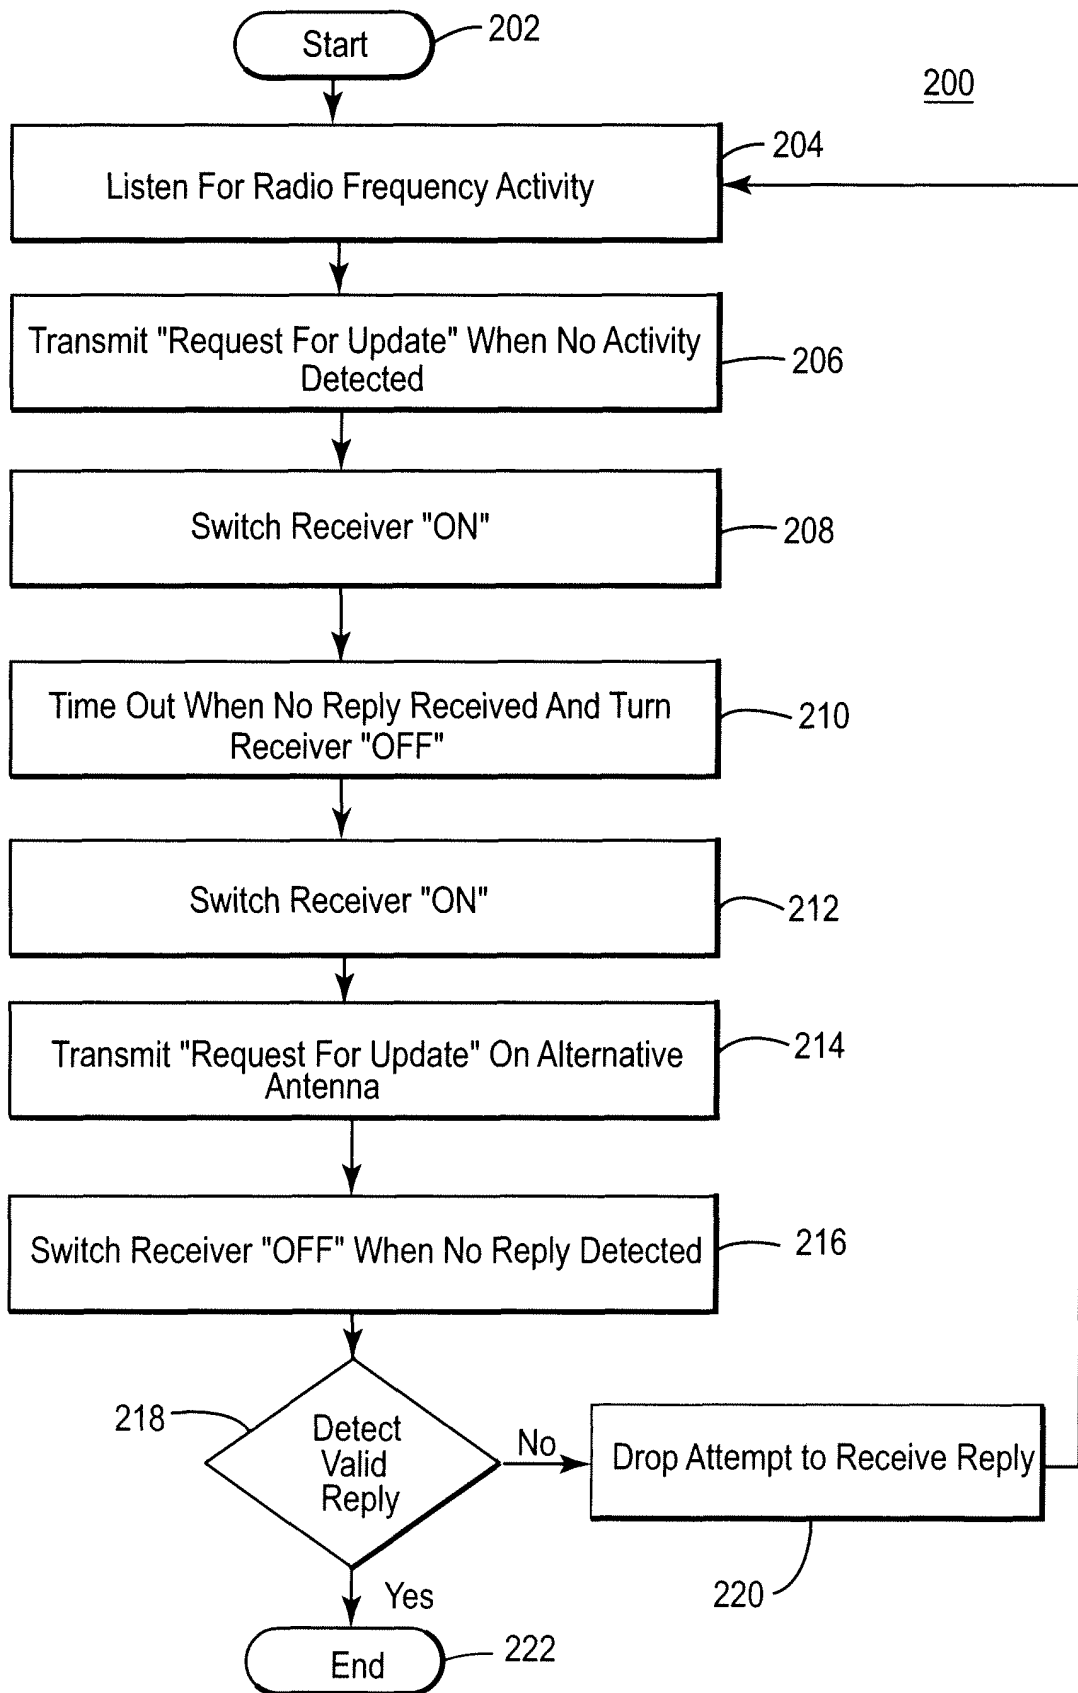 Start
202
200
204
Listen For Radio Frequency Activity
Transmit "Request For Update" When No Activity
Detected
206
Switch Receiver "ON"
208
Time Out When No Reply Received And Turn
Receiver "OFF"
210
Switch Receiver "ON"
212
Transmit "Request For Update" On Alternative
Antenna
214
Switch Receiver "OFF" When No Reply Detected
216
218
Detect
Valid
Reply
No
Drop Attempt to Receive Reply
220
Yes
End
222